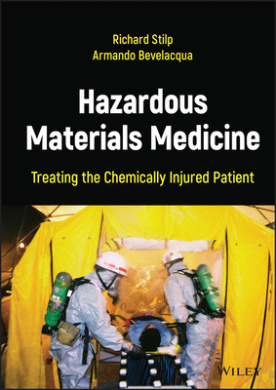 Richard Stilp
Armando Bevelacqua
Hazardous
Materials Medicine
Treating the Chemically Injured Patient
WILEY